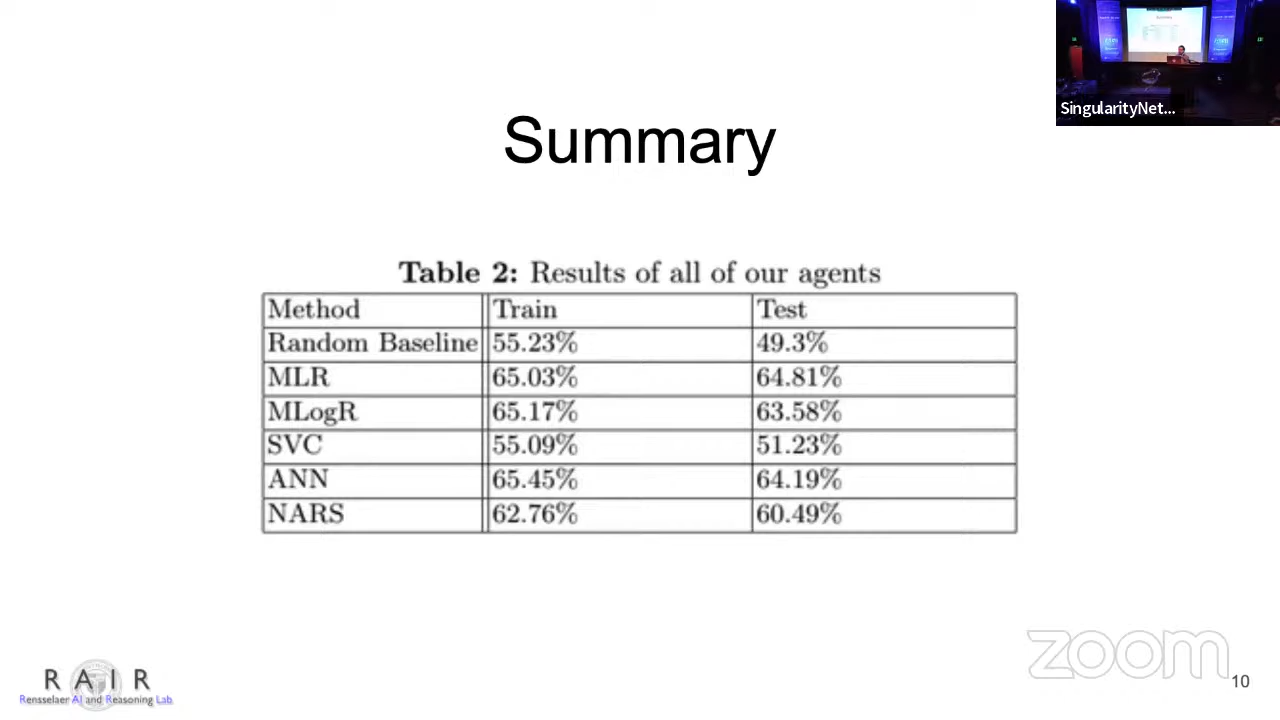 SingularityNet...
Summary
Table 2: Results of all of our agents
Method Train Test
Random Baseline 55.23% 49.3%
MLR 65.03% 64.81%
MLogR 65.17% 63.58%
SVC 55.09% 51.23%
ANN 65.45% 64.19%
NARS 62.76% 60.49%
zoom
RAIR
Rensselaer AI and Reasoning Lab
10